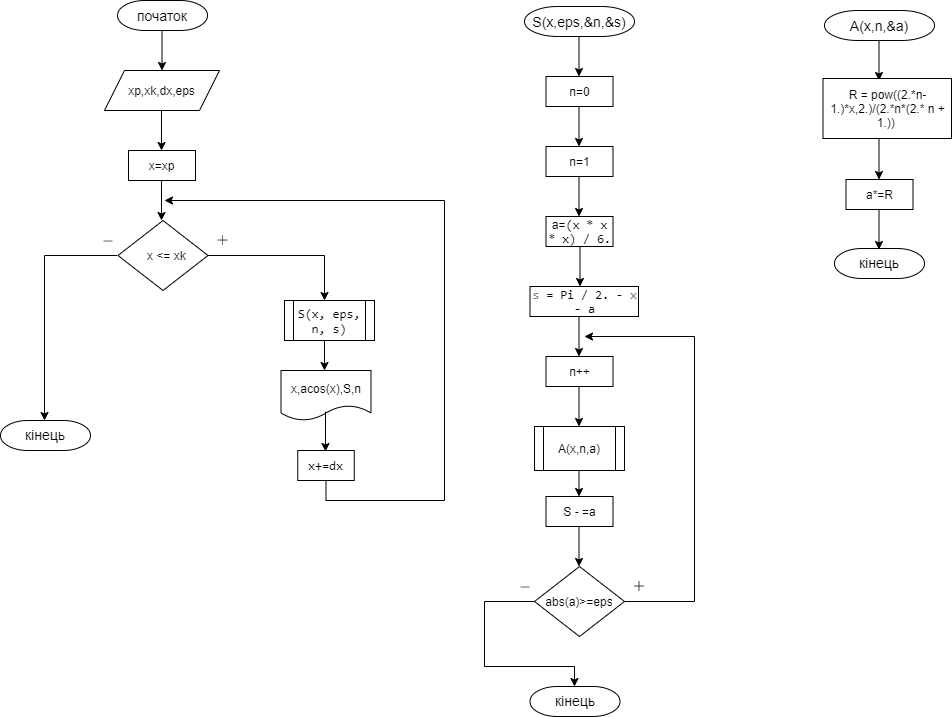 початок
xp,xk,dx,eps
x=xp
x <= xk
−
+
S(x, eps,
n, s)
x,acos(x),S,n
x+=dx
кінець
S(x,eps,&n,&s)
n=0
n=1
a=(x * x
* x) / 6.
s = Pi / 2. - x
- a
n++
A(x,n,a)
S - =a
abs(a)>=eps
−
+
кінець
A(x,n,&a)
R = pow((2.*n-
1.)*x,2.)/(2.*n*(2.* n +
1.))
a*=R
кінець